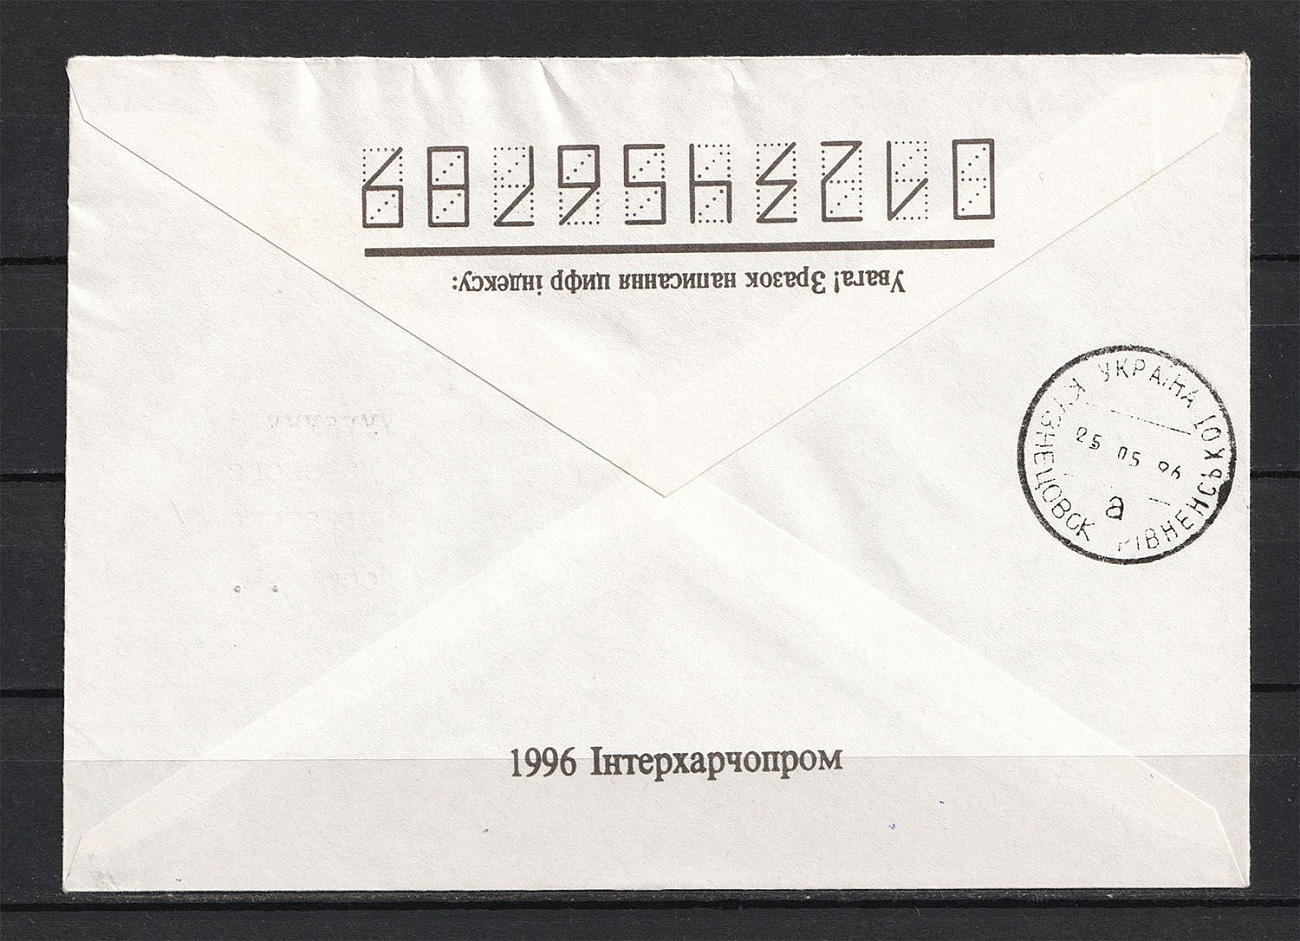 Увага! Зразок написання цифр індексу:
0123456789
УКРАЇНА
КУЗНЕЦОВСК РІВНЕНСЬКОЇ
25 05 96
а
1996 Інтерхарчопром